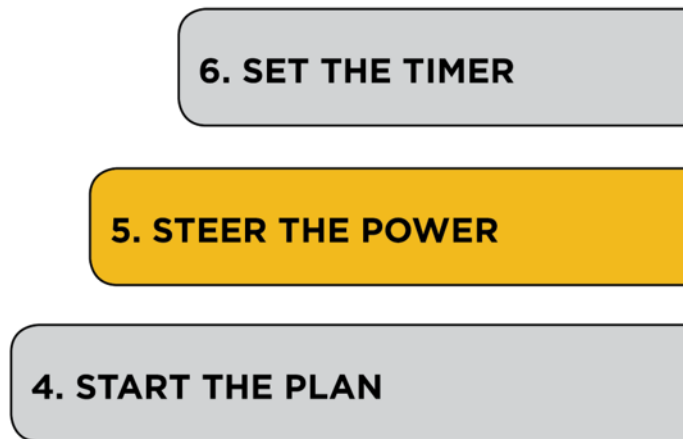 6. SET THE TIMER
5. STEER THE POWER
4. START THE PLAN